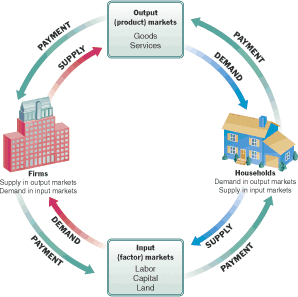 Output
(product) markets
Goods
Services
PAYMENT
SUPPLY
PAYMENT
DEMAND
Firms
Supply in output markets
Demand in input markets
Households
Demand in output markets
Supply in input markets
DEMAND
PAYMENT
SUPPLY
PAYMENT
Input
(factor) markets
Labor
Capital
Land